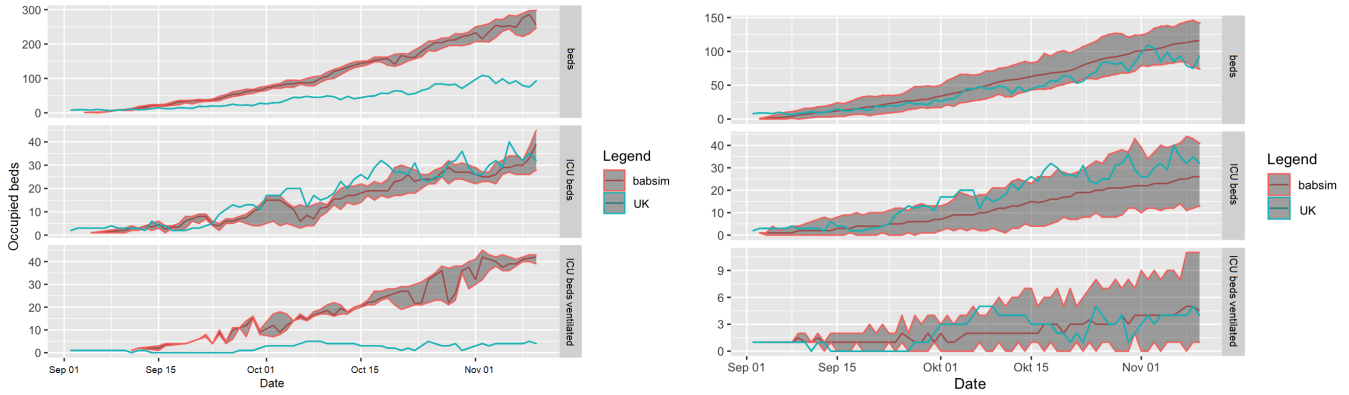 Occupied beds
300
200
100
0
beds
40
30
20
10
0
ICU beds
40
30
20
10
0
ICU beds ventilated
Sep 01
Sep 15
Oct 01
Oct 15
Nov 01
Date
Legend
babsim
UK
150
100
50
0
beds
40
30
20
10
0
ICU beds
9
6
3
0
ICU beds ventilated
Sep 01
Sep 15
Okt 01
Okt 15
Nov 01
Date
Legend
babsim
UK